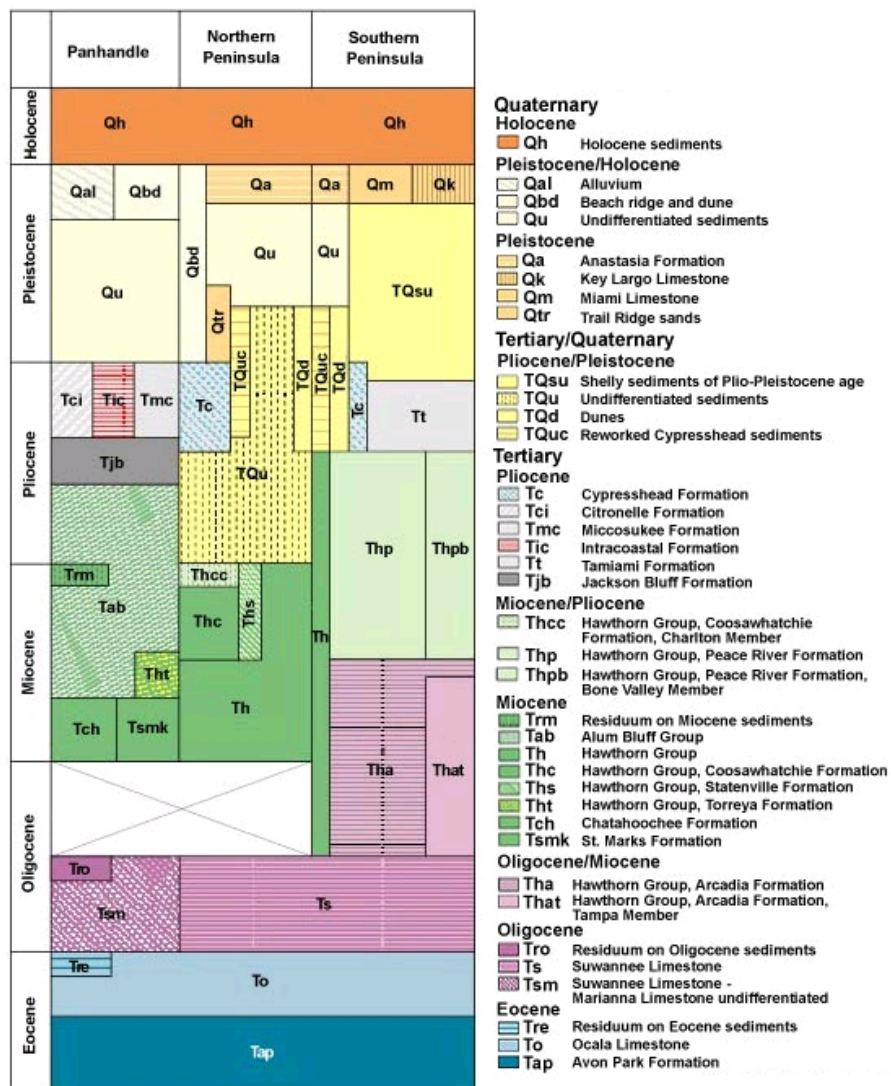 Panhandle
Northern
Peninsula
Southern
Peninsula
Holocene
Qh
Qh
Qh
Pleistocene
Qal
Qbd
Qbd
Qa
Qa
Qm
Qk
Qu
Qu
Qu
TQsu
Qtr
TQuc
TQd
TQuc
TQd
Pliocene
Tci
Tic
Tmc
Tc
Tc
Tt
Tjb
TQu
Thp
Thpb
Miocene
Trm
Tab
Thcc
Thc
Ths
Th
Tht
Th
Tch
Tsmk
Tha
That
Oligocene
Tro
Tsm
Ts
Eocene
Tre
To
Tap
Quaternary
Holocene
Qh Holocene sediments
Pleistocene/Holocene
Qal Alluvium
Qbd Beach ridge and dune
Qu Undifferentiated sediments
Pleistocene
Qa Anastasia Formation
Qk Key Largo Limestone
Qm Miami Limestone
Qtr Trail Ridge sands
Tertiary/Quaternary
Pliocene/Pleistocene
TQsu Shelly sediments of Plio-Pleistocene age
TQu Undifferentiated sediments
TQd Dunes
TQuc Reworked Cypresshead sediments
Tertiary
Pliocene
Tc Cypresshead Formation
Tci Citronelle Formation
Tmc Miccosukee Formation
Tic Intracoastal Formation
Tt Tamiami Formation
Tjb Jackson Bluff Formation
Miocene/Pliocene
Thcc Hawthorn Group, Coosawhatchie
Formation, Charlton Member
Thp Hawthorn Group, Peace River Formation
Thpb Hawthorn Group, Peace River Formation,
Bone Valley Member
Miocene
Trm Residuum on Miocene sediments
Tab Alum Bluff Group
Th Hawthorn Group
Thc Hawthorn Group, Coosawhatchie Formation
Ths Hawthorn Group, Statenville Formation
Tht Hawthorn Group, Torreya Formation
Tch Chatahoochee Formation
Tsmk St. Marks Formation
Oligocene/Miocene
Tha Hawthorn Group, Arcadia Formation
That Hawthorn Group, Arcadia Formation,
Tampa Member
Oligocene
Tro Residuum on Oligocene sediments
Ts Suwannee Limestone
Tsm Suwannee Limestone -
Marianna Limestone undifferentiated
Eocene
Tre Residuum on Eocene sediments
To Ocala Limestone
Tap Avon Park Formation